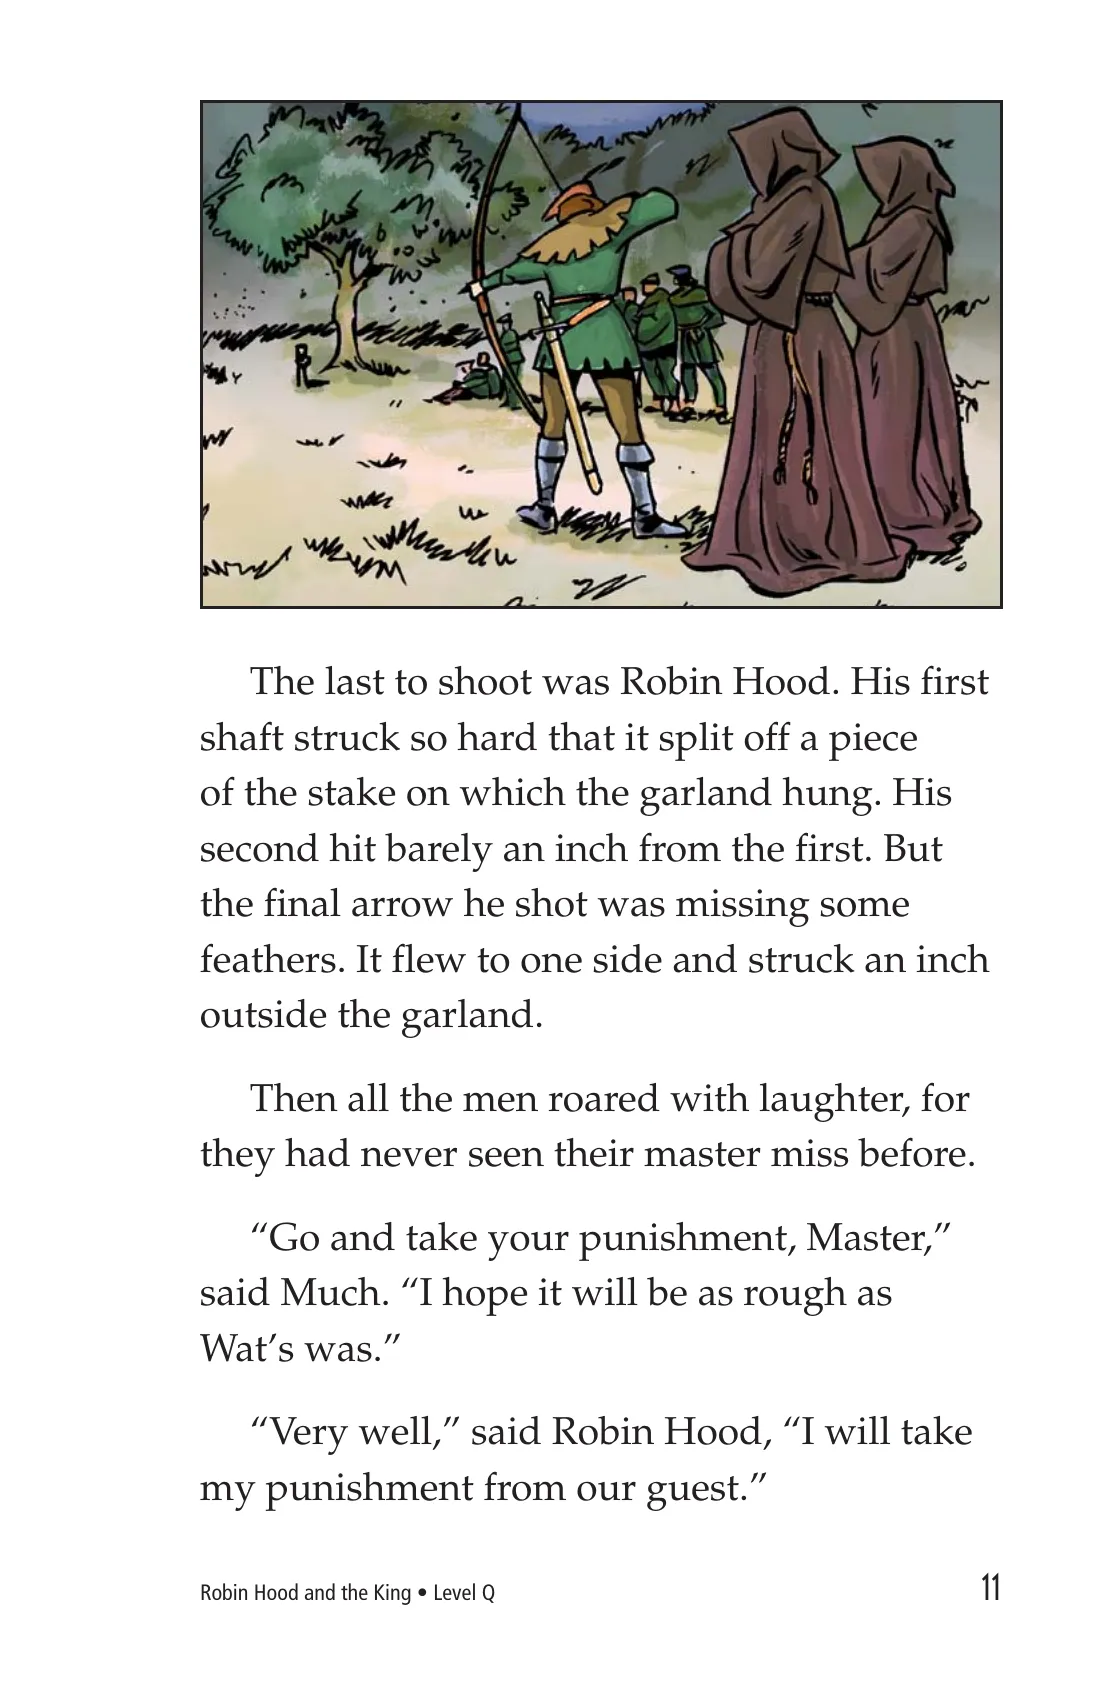 The last to shoot was Robin Hood. His first
shaft struck so hard that it split off a piece
of the stake on which the garland hung. His
second hit barely an inch from the first. But
the final arrow he shot was missing some
feathers. It flew to one side and struck an inch
outside the garland.
Then all the men roared with laughter, for
they had never seen their master miss before.
“Go and take your punishment, Master,”
said Much. “I hope it will be as rough as
Wat’s was.”
“Very well,” said Robin Hood, “I will take
my punishment from our guest.”
Robin Hood and the King • Level Q
11